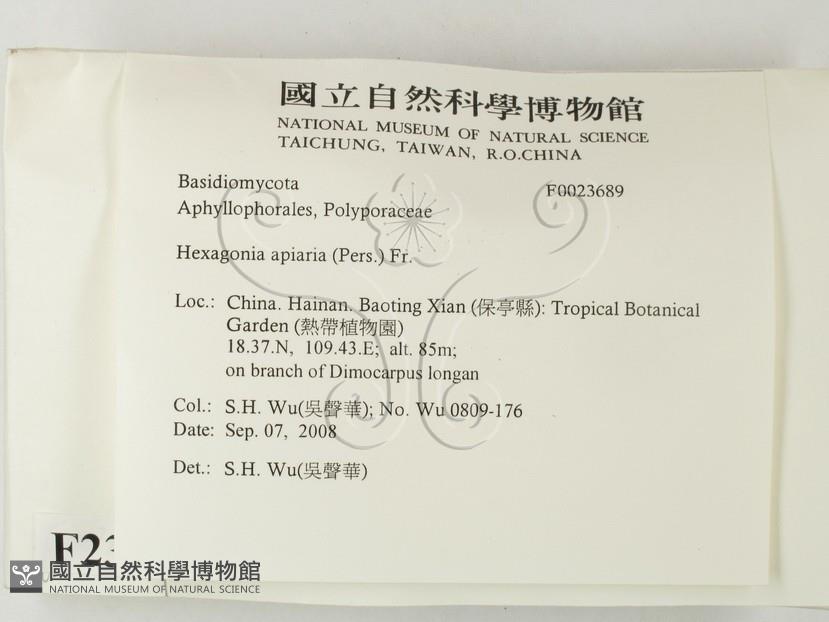 國立自然科學博物館
NATIONAL MUSEUM OF NATURAL SCIENCE
TAICHUNG, TAIWAN, R.O.CHINA
Basidiomycota F0023689
Aphyllophorales, Polyporaceae
Hexagonia apiaria (Pers.) Fr.
Loc.: China. Hainan. Baoting Xian (保亭縣): Tropical Botanical
Garden (熱帶植物園)
18.37.N, 109.43.E; alt. 85m;
on branch of Dimocarpus longan
Col.: S.H. Wu(吳聲華); No. Wu 0809-176
Date: Sep. 07, 2008
Det.: S.H. Wu(吳聲華)
F23
國立自然科學博物館
NATIONAL MUSEUM OF NATURAL SCIENCE